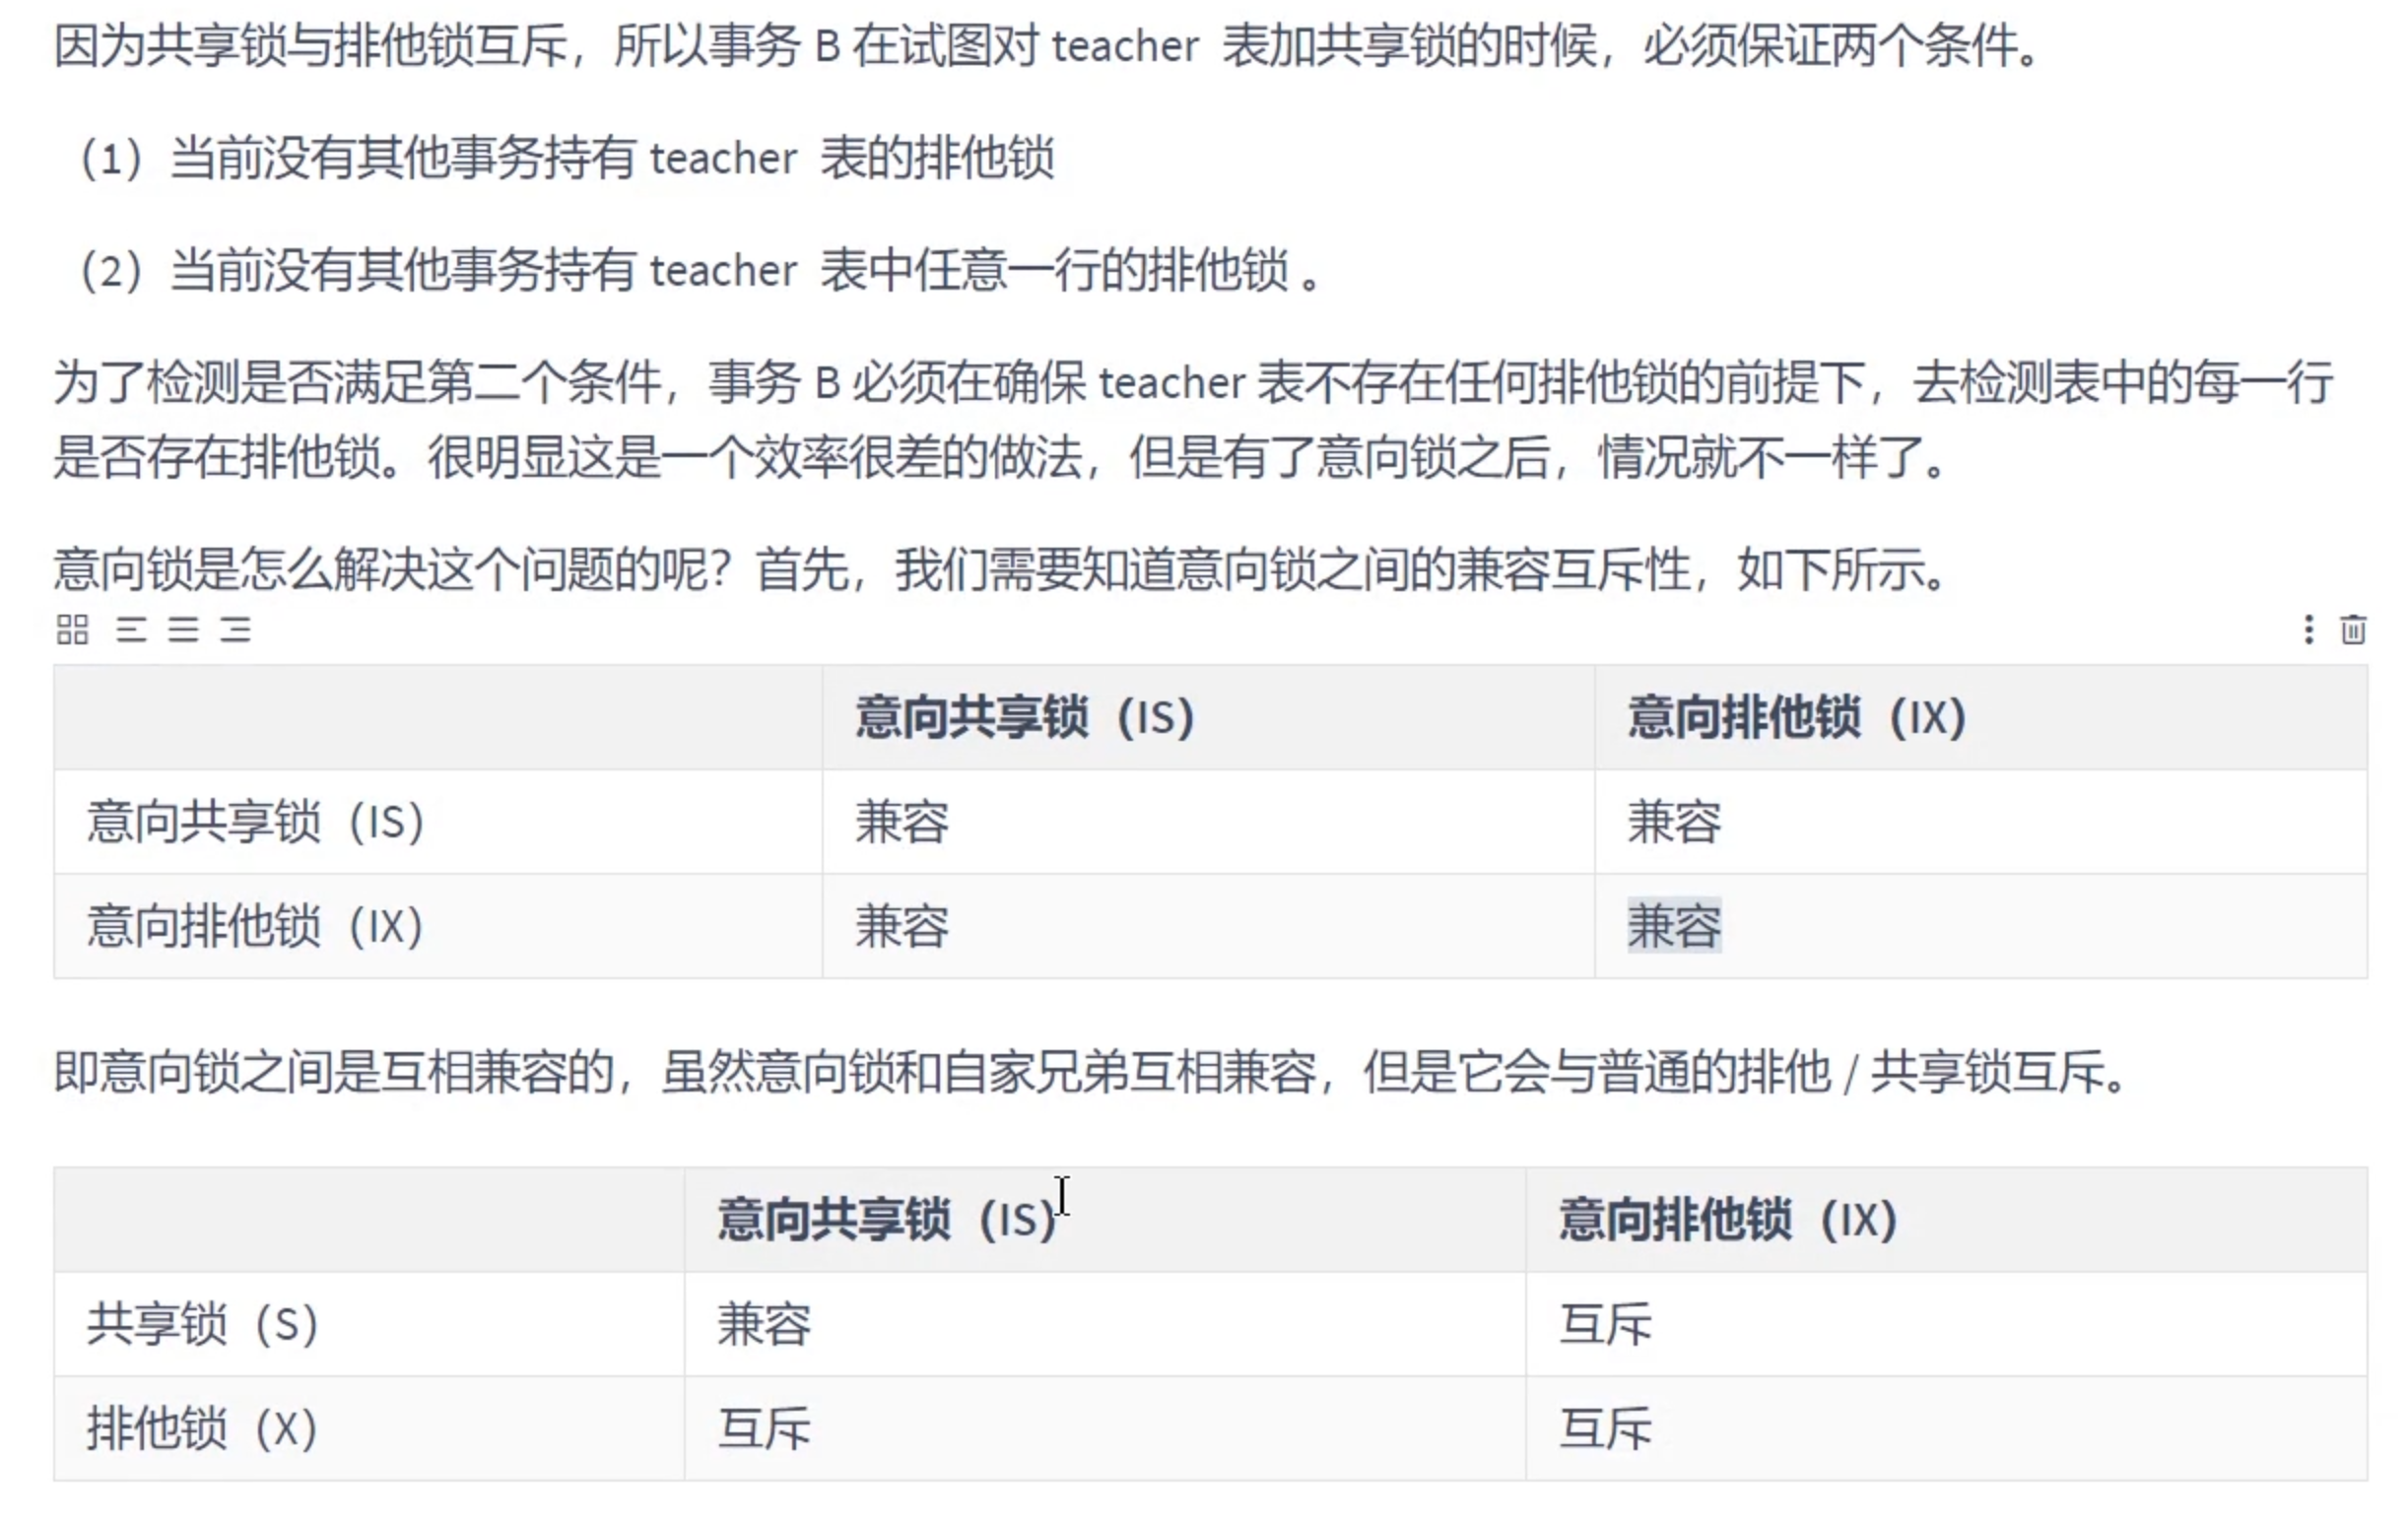 因为共享锁与排他锁互斥，所以事务 B 在试图对 teacher 表加共享锁的时候，必须保证两个条件。
（1）当前没有其他事务持有 teacher 表的排他锁
（2）当前没有其他事务持有 teacher 表中任意一行的排他锁 。
为了检测是否满足第二个条件，事务 B 必须在确保 teacher 表不存在任何排他锁的前提下，去检测表中的每一行
是否存在排他锁。很明显这是一个效率很差的做法，但是有了意向锁之后，情况就不一样了。
意向锁是怎么解决这个问题的呢？首先，我们需要知道意向锁之间的兼容互斥性，如下所示。
意向共享锁（IS） 意向排他锁（IX）
意向共享锁（IS） 兼容 兼容
意向排他锁（IX） 兼容 兼容
即意向锁之间是互相兼容的，虽然意向锁和自家兄弟互相兼容，但是它会与普通的排他 / 共享锁互斥。
意向共享锁（IS） 意向排他锁（IX）
共享锁（S） 兼容 互斥
排他锁（X） 互斥 互斥